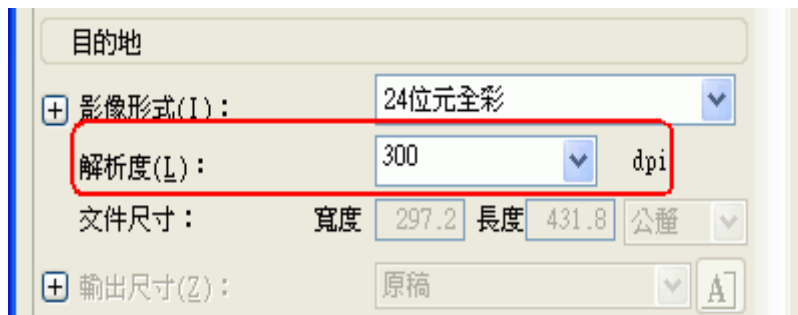 目的地
影像形式(I)： 24位元全彩
解析度(L)： 300 dpi
文件尺寸： 寬度 297.2 長度 431.8 公釐
輸出尺寸(Z)： 原稿 A